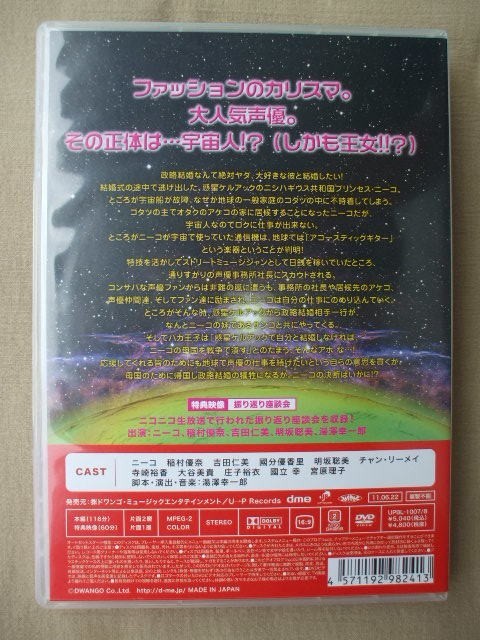 ファッションのカリスマ。
大人気声優。
その正体は…宇宙人!? (しかも王女!!?)
政略結婚なんて絶対ヤダ、大好きな彼と結婚したい!
結婚式の途中で逃げ出した、惑星ケルアックのニシハギウス共和国プリンセス・ニーコ。
ところが宇宙船が故障、なぜか地球の一般家庭のコタツの中に不時着してしまう。
コタツの主でオタクのアケコの家に居候することになったニーコだが、
宇宙人なのでロクに仕事が出来ない。
ところがニーコが宇宙で使っていた通信機は、地球では「アコースティックギター」
という楽器ということが判明!
特技を活かしてストリートミュージシャンとして日銭を稼いでいたところ、
通りすがりの声優事務所社長にスカウトされる。
コンサバな声優ファンからは非難の嵐に遭うも、事務所の社長や居候先のアケコ、
声優仲間達、そしてファン達に励まされ、ニーコは自分の仕事にのめり込んでいく。
ところがそんな時、惑星ケルアックから政略結婚相手一行が、
なんとニーコの妹であるサンコと共にやってくる。
そしてハカ王子は「惑星ケルアックで自分と結婚しなければ、
ニーコの母国を戦争で潰す」とのたまう。そんなアホな…!
応援してくれる皆のためにも地球で声優の仕事を続けたいという自らの意思を貫くか、
母国のために帰国し政略結婚の犠牲になるか、ニーコの決断はいかに!?
特典映像 振り返り座談会
ニコニコ生放送で行われた振り返り座談会を収録!
出演:ニーコ、稲村優奈、吉田仁美、明坂聡美、湯澤幸一郎
CAST
ニーコ 稲村優奈 吉田仁美 國分優香里 明坂聡美 チャン・リーメイ
寺崎裕香 大谷美貴 庄子裕衣 國立幸 宮原理子
脚本・演出・音楽:湯澤幸一郎
発売元:㈱ドワンゴ・ミュージックエンタテインメント/U-P Records dme
11.06.22 複製不能
本編(118分) 片面2層 MPEG-2 STEREO DOLBY DIGITAL 16:9 2 UPBL-1007/8
特典映像(60分) 片面1層 COLOR ¥5,040(税込)
¥4,800(税抜)
4 571192 982413
©DWANGO Co.,Ltd. http://d-me.jp/ MADE IN JAPAN